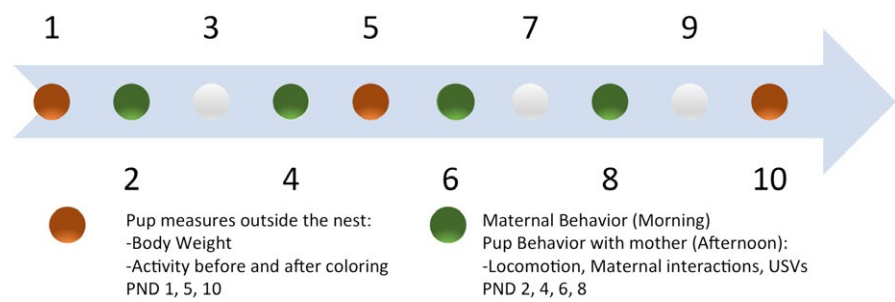 1 3 5 7 9
2 4 6 8 10
Pup measures outside the nest:
-Body Weight
-Activity before and after coloring
PND 1, 5, 10
Maternal Behavior (Morning)
Pup Behavior with mother (Afternoon):
-Locomotion, Maternal interactions, USVs
PND 2, 4, 6, 8